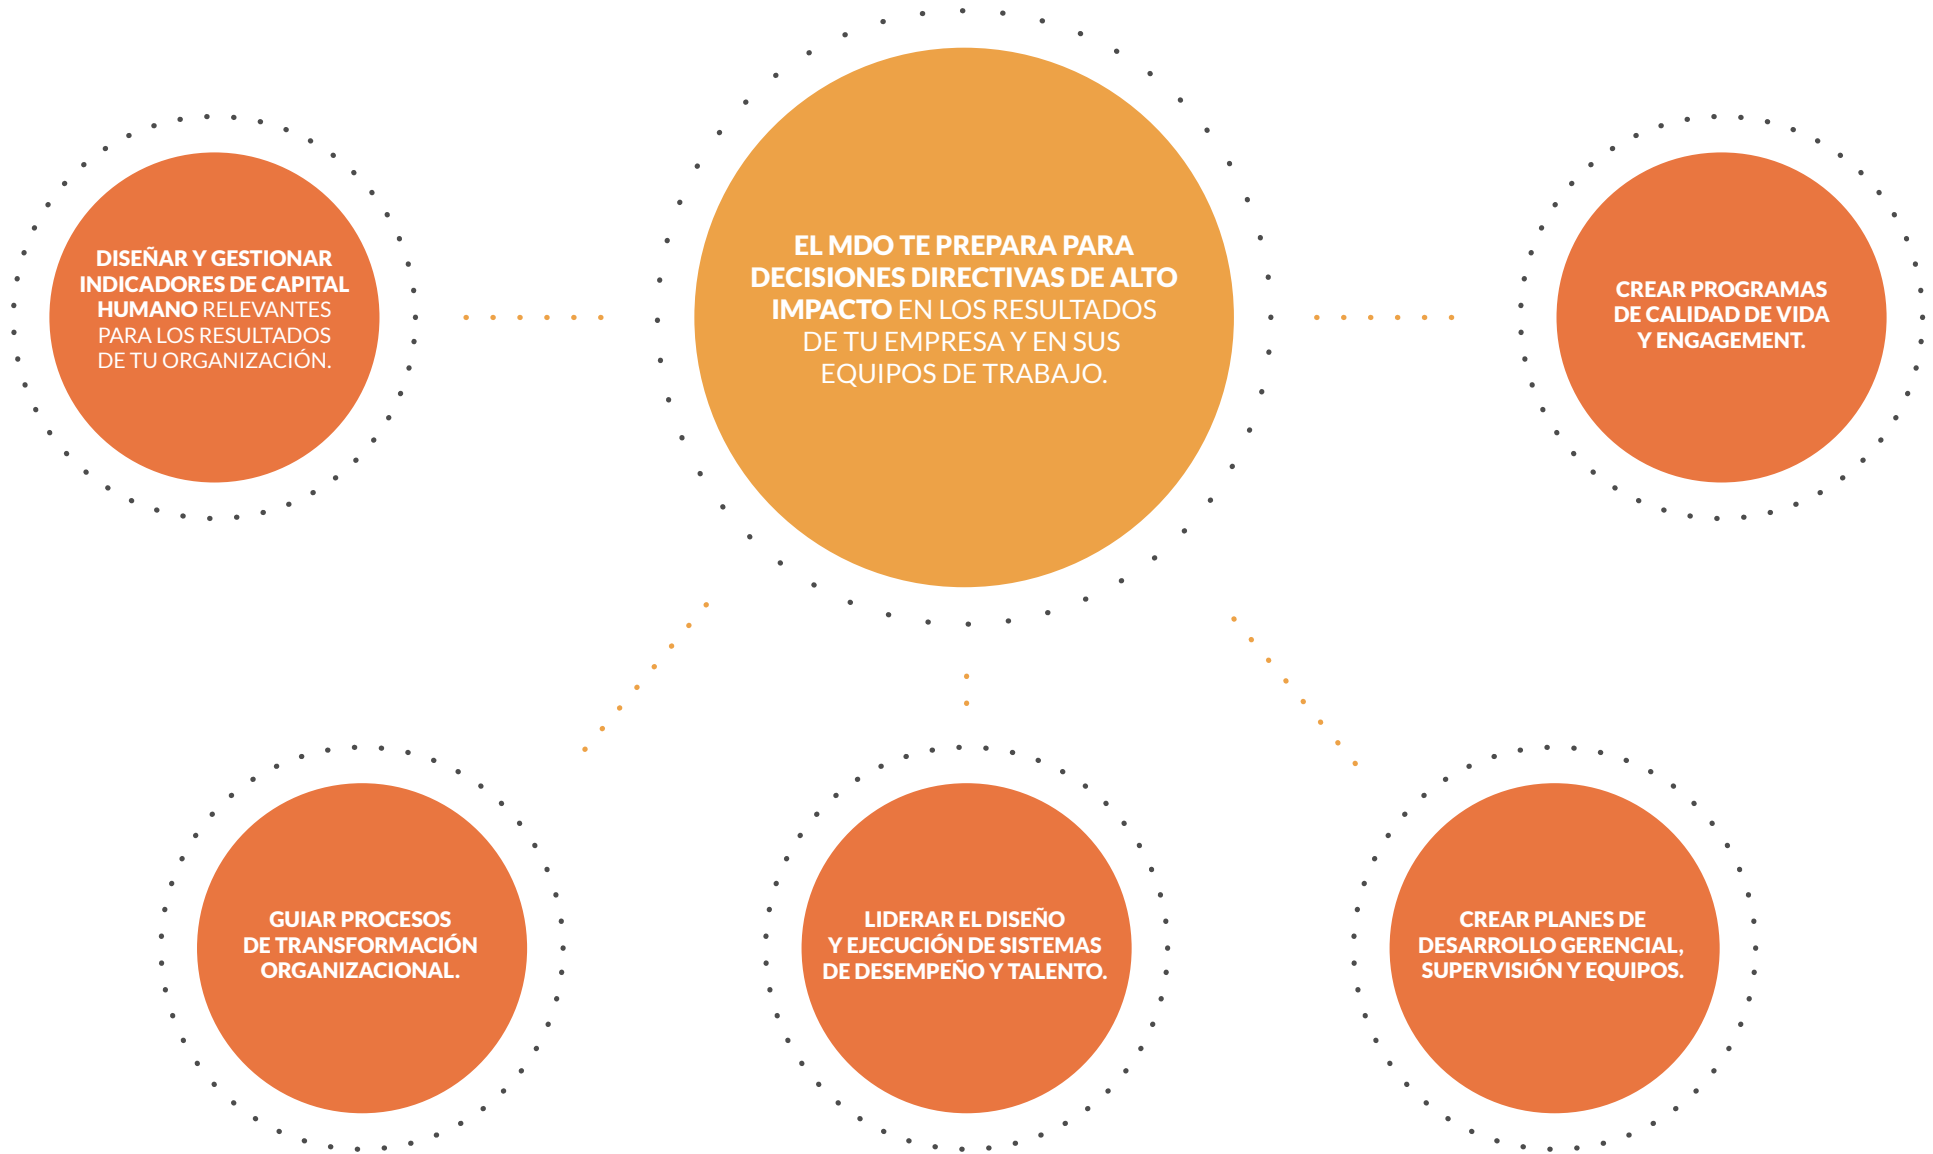 DISEÑAR Y GESTIONAR
INDICADORES DE CAPITAL
HUMANO RELEVANTES
PARA LOS RESULTADOS
DE TU ORGANIZACIÓN.
EL MDO TE PREPARA PARA
DECISIONES DIRECTIVAS DE ALTO
IMPACTO EN LOS RESULTADOS
DE TU EMPRESA Y EN SUS
EQUIPOS DE TRABAJO.
CREAR PROGRAMAS
DE CALIDAD DE VIDA
Y ENGAGEMENT.
GUIAR PROCESOS
DE TRANSFORMACIÓN
ORGANIZACIONAL.
LIDERAR EL DISEÑO
Y EJECUCIÓN DE SISTEMAS
DE DESEMPEÑO Y TALENTO.
CREAR PLANES DE
DESARROLLO GERENCIAL,
SUPERVISIÓN Y EQUIPOS.